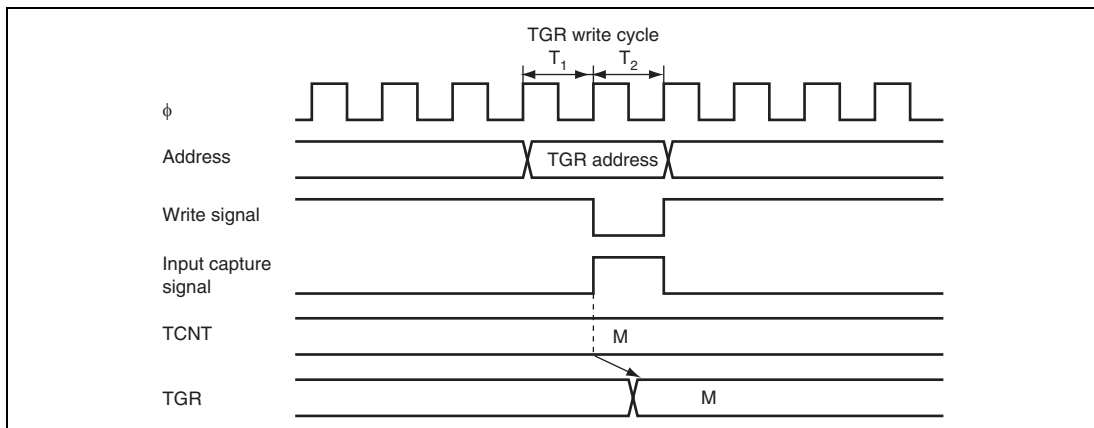 TGR write cycle
T1 T2
ϕ
Address
TGR address
Write signal
Input capture
signal
TCNT
M
TGR
M